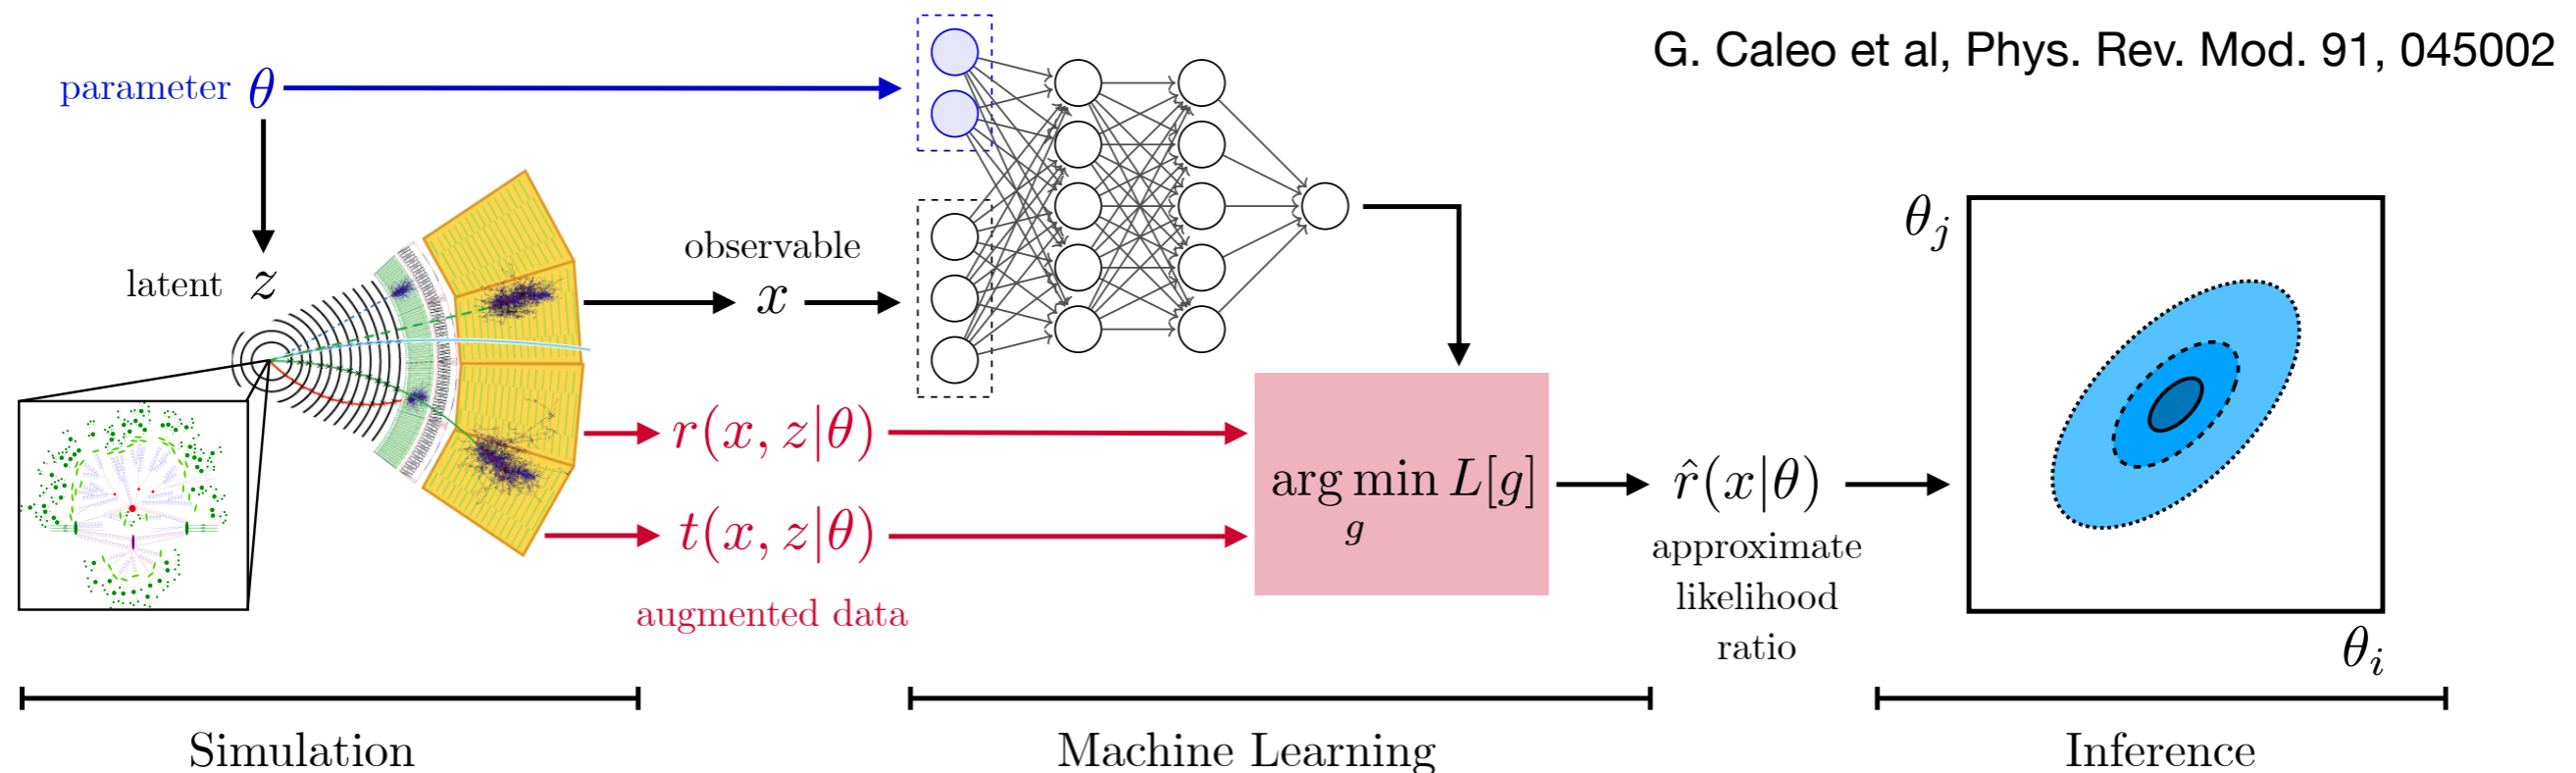 G. Caleo et al, Phys. Rev. Mod. 91, 045002
parameter θ
latent z
observable
x
r(x, z|θ)
t(x, z|θ)
augmented data
arg min L[g]
g
r̂(x|θ)
approximate
likelihood
ratio
θj
θi
Simulation
Machine Learning
Inference